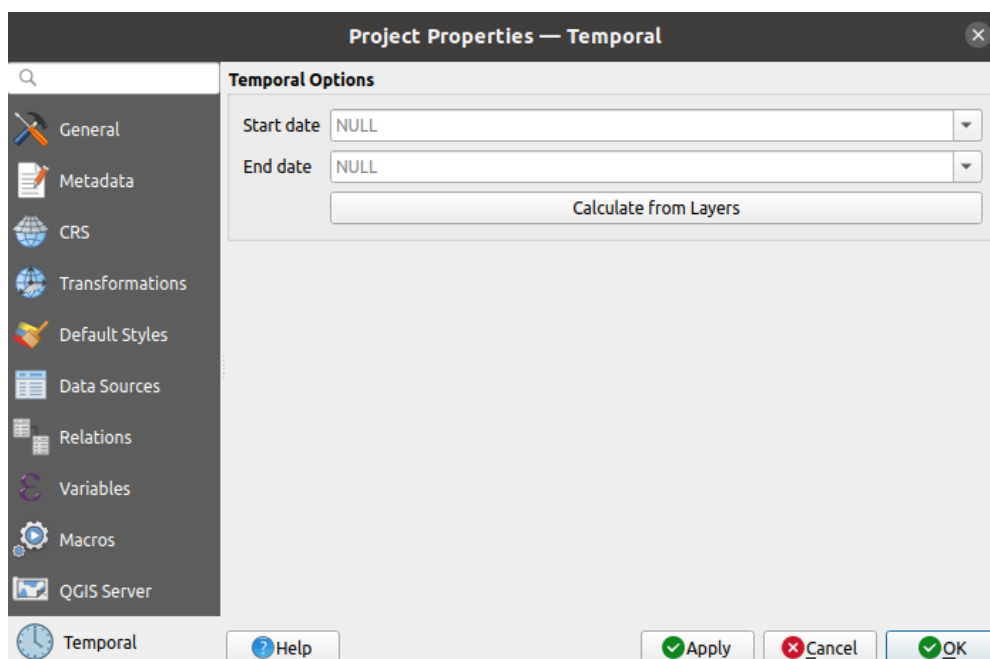 Project Properties — Temporal
Temporal Options
General
Start date NULL
End date NULL
Metadata
Calculate from Layers
CRS
Transformations
Default Styles
Data Sources
Relations
Variables
Macros
QGIS Server
Temporal
Help
Apply
Cancel
OK